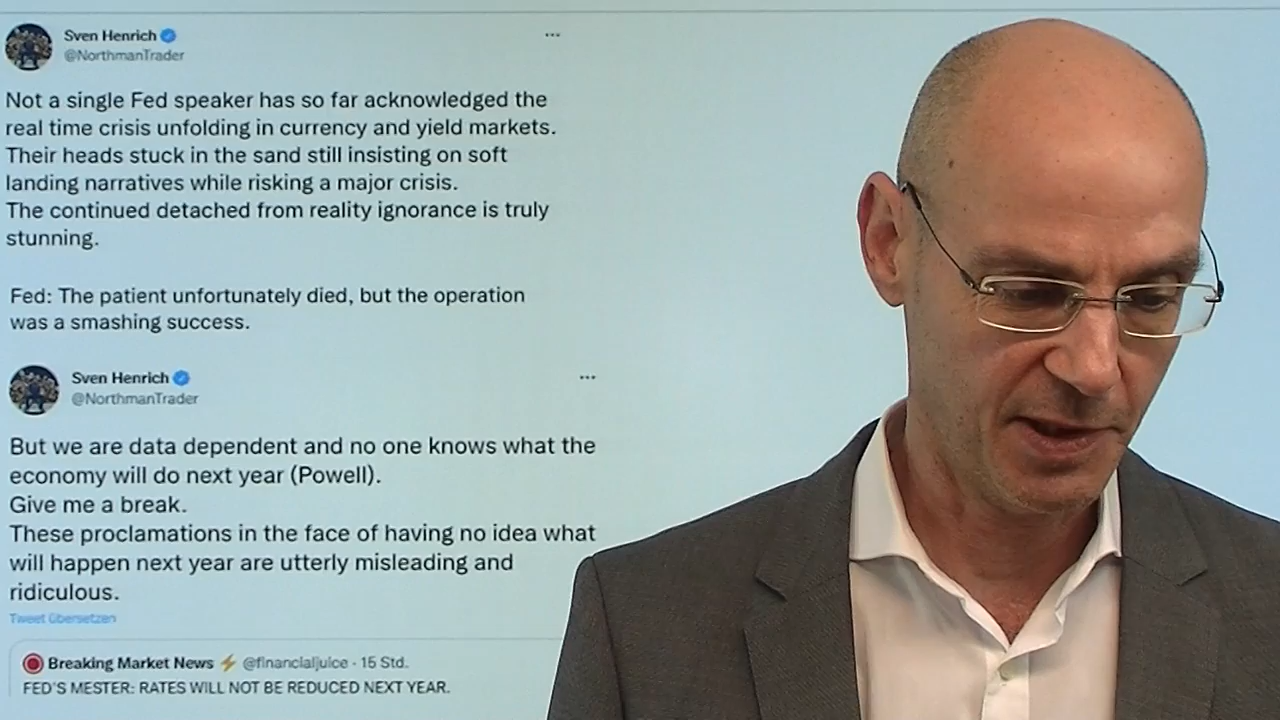 Sven Henrich
@NorthmanTrader
Not a single Fed speaker has so far acknowledged the
real time crisis unfolding in currency and yield markets.
Their heads stuck in the sand still insisting on soft
landing narratives while risking a major crisis.
The continued detached from reality ignorance is truly
stunning.
Fed: The patient unfortunately died, but the operation
was a smashing success.
Sven Henrich
@NorthmanTrader
But we are data dependent and no one knows what the
economy will do next year (Powell).
Give me a break.
These proclamations in the face of having no idea what
will happen next year are utterly misleading and
ridiculous.
Tweet übersetzen
Breaking Market News ⚡ @financialjuice · 15 Std.
FED'S MESTER: RATES WILL NOT BE REDUCED NEXT YEAR.